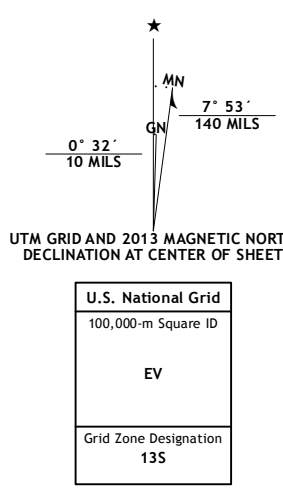 ★
MN
GN
7° 53´
140 MILS
0° 32´
10 MILS
UTM GRID AND 2013 MAGNETIC NORT
DECLINATION AT CENTER OF SHEET
U.S. National Grid
100,000-m Square ID
EV
Grid Zone Designation
13S